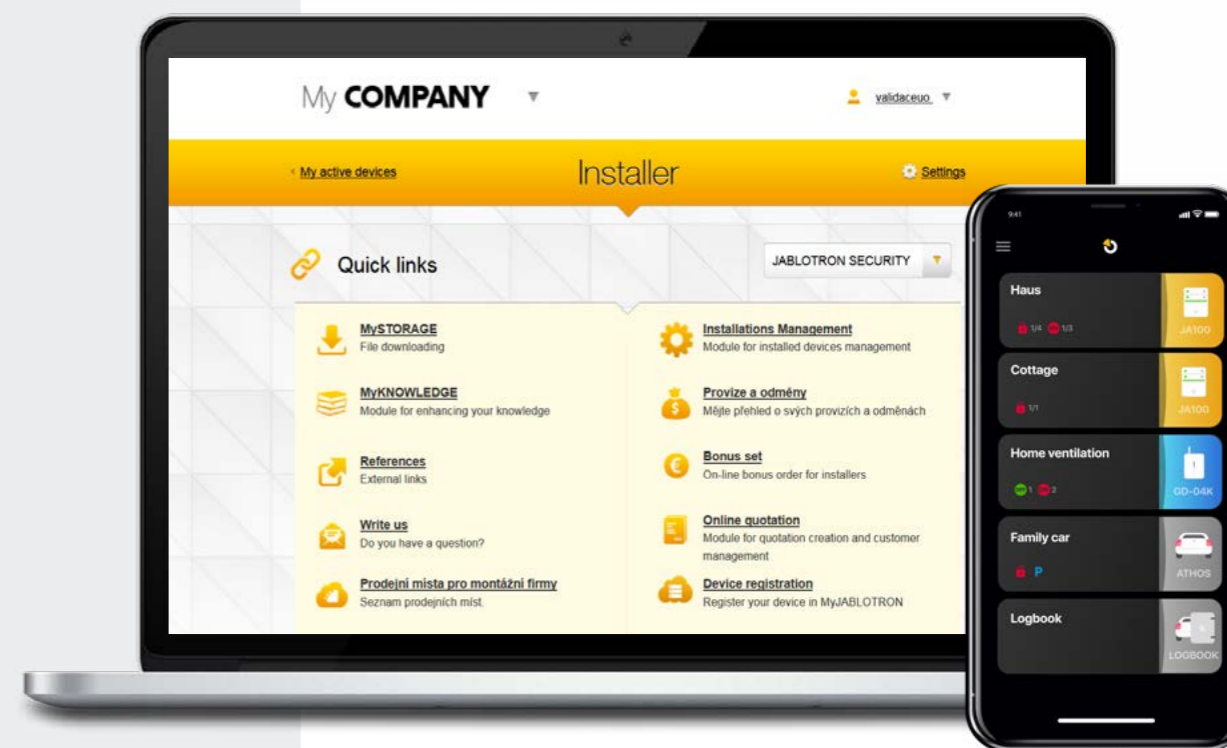 My COMPANY
validaceuo
My active devices
Installer
Settings
Quick links
JABLOTRON SECURITY
MySTORAGE
File downloading
MyKNOWLEDGE
Module for enhancing your knowledge
References
External links
Write us
Do you have a question?
Prodejní místa pro montážní firmy
Seznam prodejních míst.
Installations Management
Module for installed devices management
Provize a odměny
Mějte přehled o svých provizích a odměnách
Bonus set
On-line bonus order for installers
Online quotation
Module for quotation creation and customer
management
Device registration
Register your device in MyJABLOTRON
9:41
Haus
1/4 1/3
JA100
Cottage
1/1
JA100
Home ventilation
1 2
GD-04K
Family car
P
ATHOS
Logbook
LOGBOOK